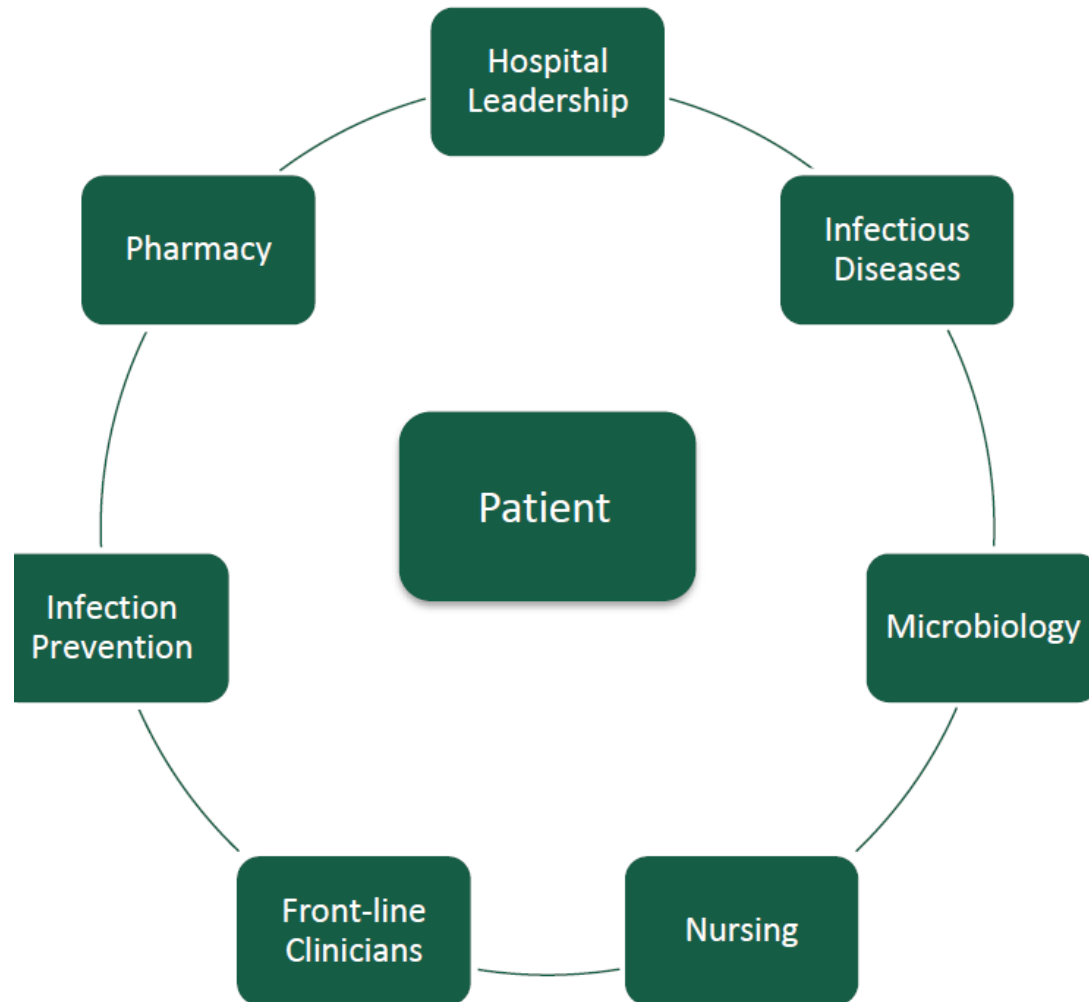 Hospital
Leadership
Infectious
Diseases
Pharmacy
Patient
Infection
Prevention
Microbiology
Front-line
Clinicians
Nursing